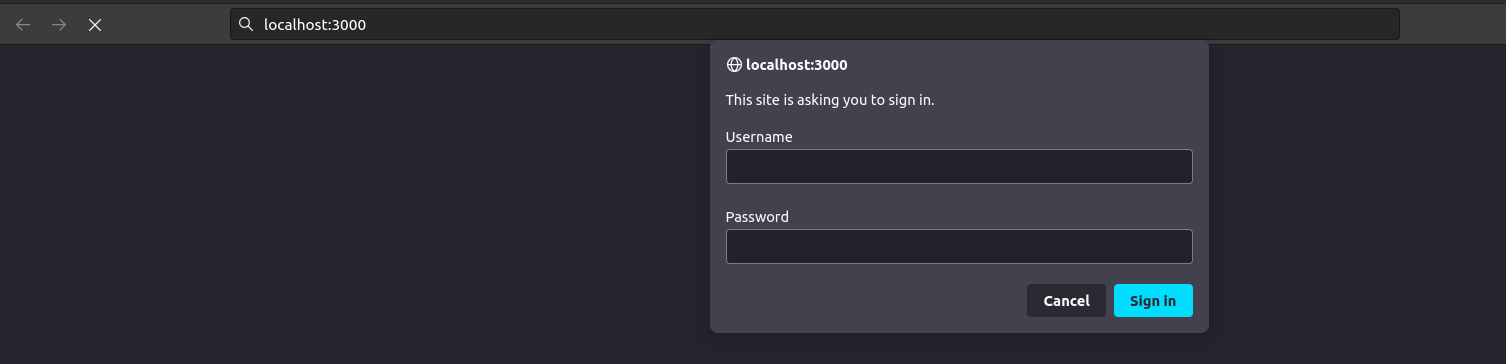 localhost:3000
localhost:3000
This site is asking you to sign in.
Username
Password
Cancel Sign in